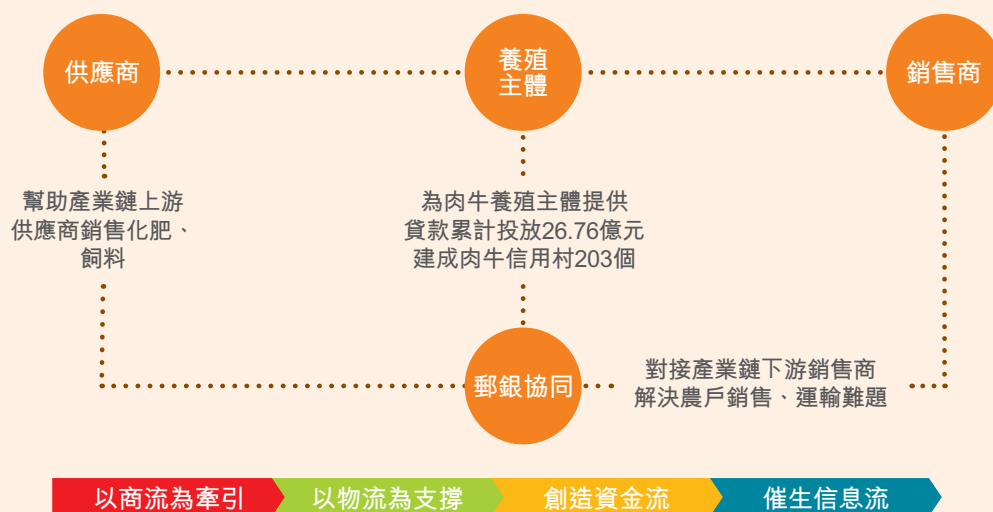 供應商
養殖
主體
銷售商
幫助產業鏈上游
供應商銷售化肥、
飼料
為肉牛養殖主體提供
貸款累計投放26.76億元
建成肉牛信用村203個
郵銀協同
對接產業鏈下游銷售商
解決農戶銷售、運輸難題
以商流為牽引
以物流為支撐
創造資金流
催生信息流